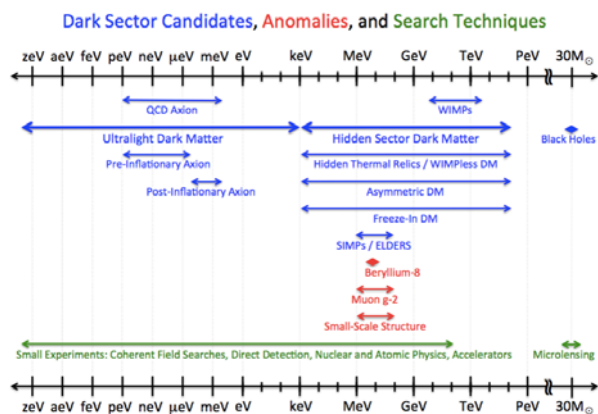 Dark Sector Candidates, Anomalies, and Search Techniques
zeV aeV feV peV neV μeV meV eV keV MeV GeV TeV PeV 30M☉
QCD Axion WIMPs
Ultralight Dark Matter Hidden Sector Dark Matter Black Holes
Pre-Inflationary Axion Hidden Thermal Relics / WIMPless DM
Post-Inflationary Axion Asymmetric DM
Freeze-In DM
SIMPs / ELDERS
Beryllium-8
Muon g-2
Small-Scale Structure
Small Experiments: Coherent Field Searches, Direct Detection, Nuclear and Atomic Physics, Accelerators Microlensing
zeV aeV feV peV neV μeV meV eV keV MeV GeV TeV PeV 30M☉